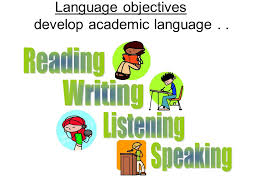 Language objectives
develop academic language . .
Reading
Writing
Listening
Speaking